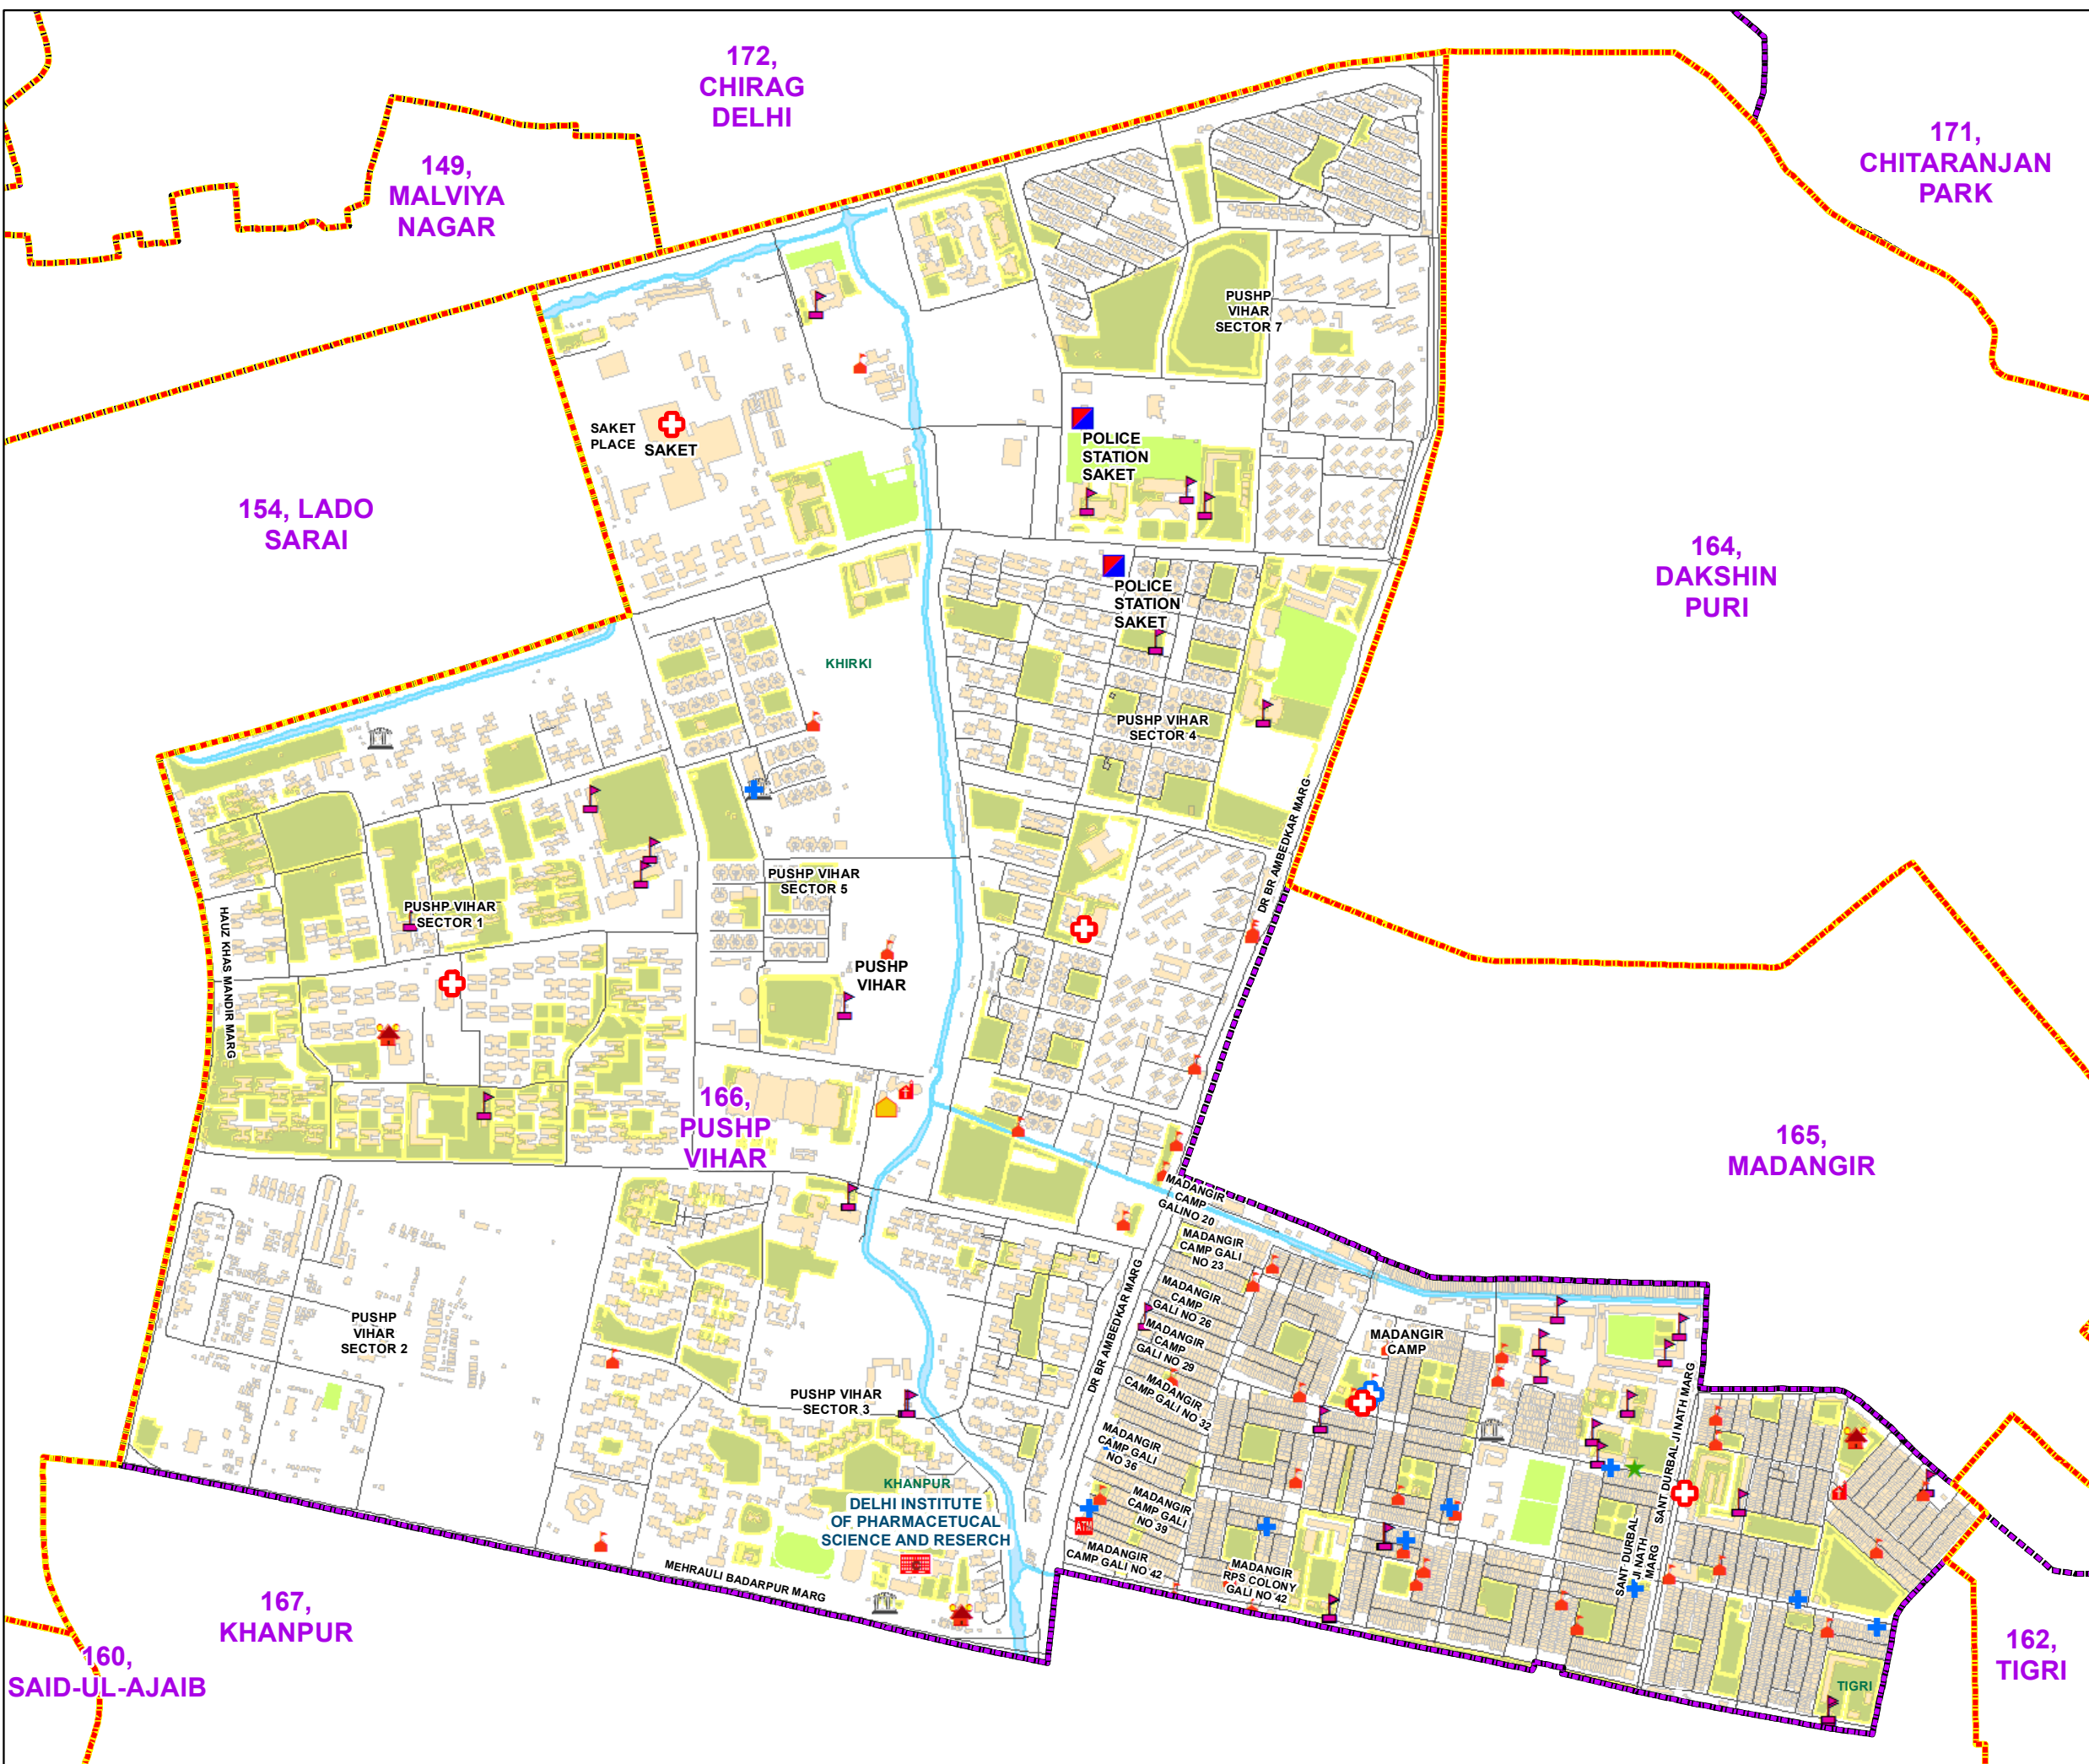 172,
CHIRAG
DELHI
149,
MALVIYA
NAGAR
171,
CHITARANJAN
PARK
PUSHP
VIHAR
SECTOR 7
SAKET
PLACE
SAKET
POLICE
STATION
SAKET
154, LADO
SARAI
164,
DAKSHIN
PURI
POLICE
STATION
SAKET
KHIRKI
PUSHP VIHAR
SECTOR 4
DR BR AMBEDKAR MARG
PUSHP VIHAR
SECTOR 5
PUSHP VIHAR
SECTOR 1
HAUZ KHAS MANDIR MARG
PUSHP
VIHAR
166,
PUSHP
VIHAR
165,
MADANGIR
MADANGIR
CAMP
GALINO 20
MADANGIR
CAMP GALI
NO 23
DR BR AMBEDKAR MARG
MADANGIR
CAMP
GALI NO 26
MADANGIR
CAMP
GALI NO 29
MADANGIR
CAMP
PUSHP
VIHAR
SECTOR 2
MADANGIR
CAMP GALI NO 32
PUSHP VIHAR
SECTOR 3
SANT DURBAL JI NATH MARG
MADANGIR
CAMP GALI
NO 36
KHANPUR
DELHI INSTITUTE
OF PHARMACETUCAL
SCIENCE AND RESERCH
MADANGIR
CAMP GALI
NO 39
ATM
MADANGIR
CAMP GALI NO 42
MADANGIR
RPS COLONY
GALI NO 42
SANT DURBAL
JI NATH
MARG
MEHRAULI BADARPUR MARG
167,
KHANPUR
160,
SAID-UL-AJAIB
162,
TIGRI
TIGRI